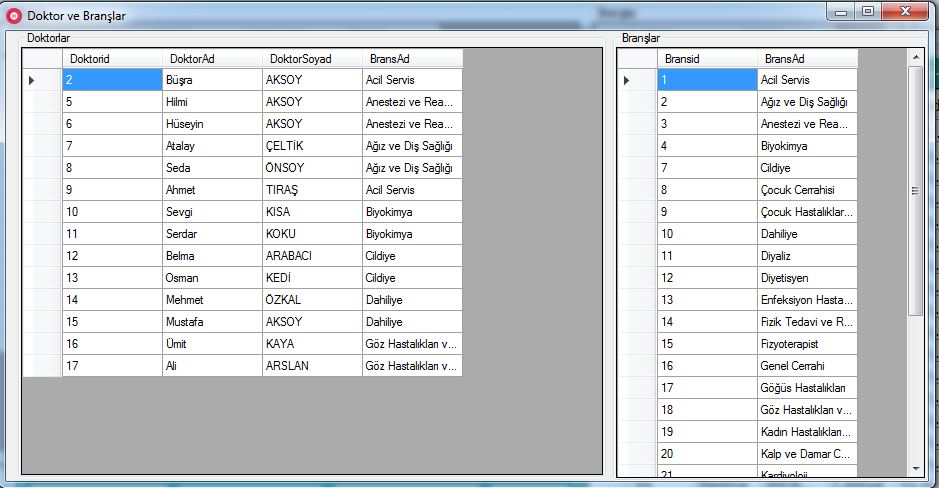 Doktor ve Branşlar
Doktorlar
Doktorid DoktorAd DoktorSoyad BransAd
2 Büşra AKSOY Acil Servis
5 Hilmi AKSOY Anestezi ve Rea...
6 Hüseyin AKSOY Anestezi ve Rea...
7 Atalay ÇELTİK Ağız ve Diş Sağlığı
8 Seda ÖNSOY Ağız ve Diş Sağlığı
9 Ahmet TIRAŞ Acil Servis
10 Sevgi KISA Biyokimya
11 Serdar KOKU Biyokimya
12 Belma ARABACI Cildiye
13 Osman KEDİ Cildiye
14 Mehmet ÖZKAL Dahiliye
15 Mustafa AKSOY Dahiliye
16 Ümit KAYA Göz Hastalıkları v...
17 Ali ARSLAN Göz Hastalıkları v...
Branşlar
Bransid BransAd
1 Acil Servis
2 Ağız ve Diş Sağlığı
3 Anestezi ve Rea...
4 Biyokimya
7 Cildiye
8 Çocuk Cerrahisi
9 Çocuk Hastalıklar...
10 Dahiliye
11 Diyaliz
12 Diyetisyen
13 Enfeksiyon Hasta...
14 Fizik Tedavi ve R...
15 Fizyoterapist
16 Genel Cerrahi
17 Göğüs Hastalıkları
18 Göz Hastalıkları v...
19 Kadın Hastalıkları...
20 Kalp ve Damar C...
21 Kardiyoloji